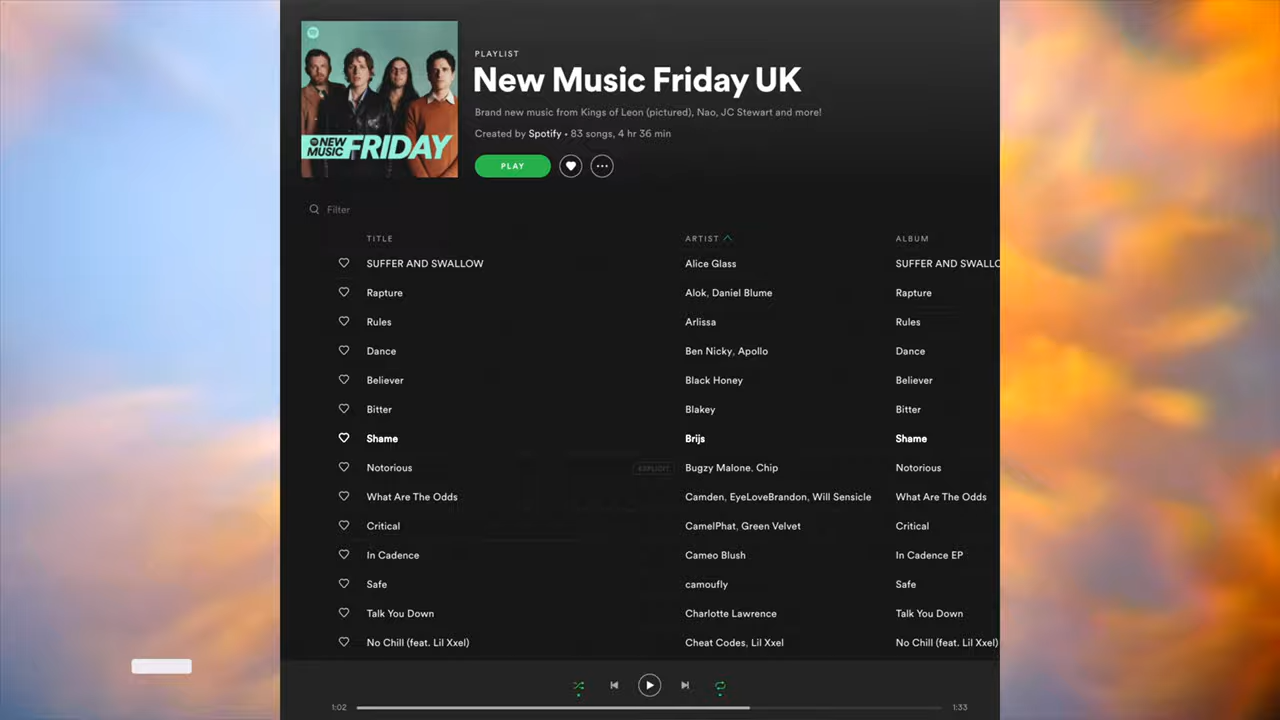 NEW MUSIC FRIDAY
PLAYLIST
New Music Friday UK
Brand new music from Kings of Leon (pictured), Nao, JC Stewart and more!
Created by Spotify • 83 songs, 4 hr 36 min
PLAY
Filter
TITLE ARTIST ALBUM
SUFFER AND SWALLOW Alice Glass SUFFER AND SWALLO
Rapture Alok, Daniel Blume Rapture
Rules Arlissa Rules
Dance Ben Nicky, Apollo Dance
Believer Black Honey Believer
Bitter Blakey Bitter
Shame Brijs Shame
Notorious EXPLICIT Bugzy Malone, Chip Notorious
What Are The Odds Camden, EyeLoveBrandon, Will Sensicle What Are The Odds
Critical CamelPhat, Green Velvet Critical
In Cadence Cameo Blush In Cadence EP
Safe camoufly Safe
Talk You Down Charlotte Lawrence Talk You Down
No Chill (feat. Lil Xxel) Cheat Codes, Lil Xxel No Chill (feat. Lil Xxel)
1:02 1:33